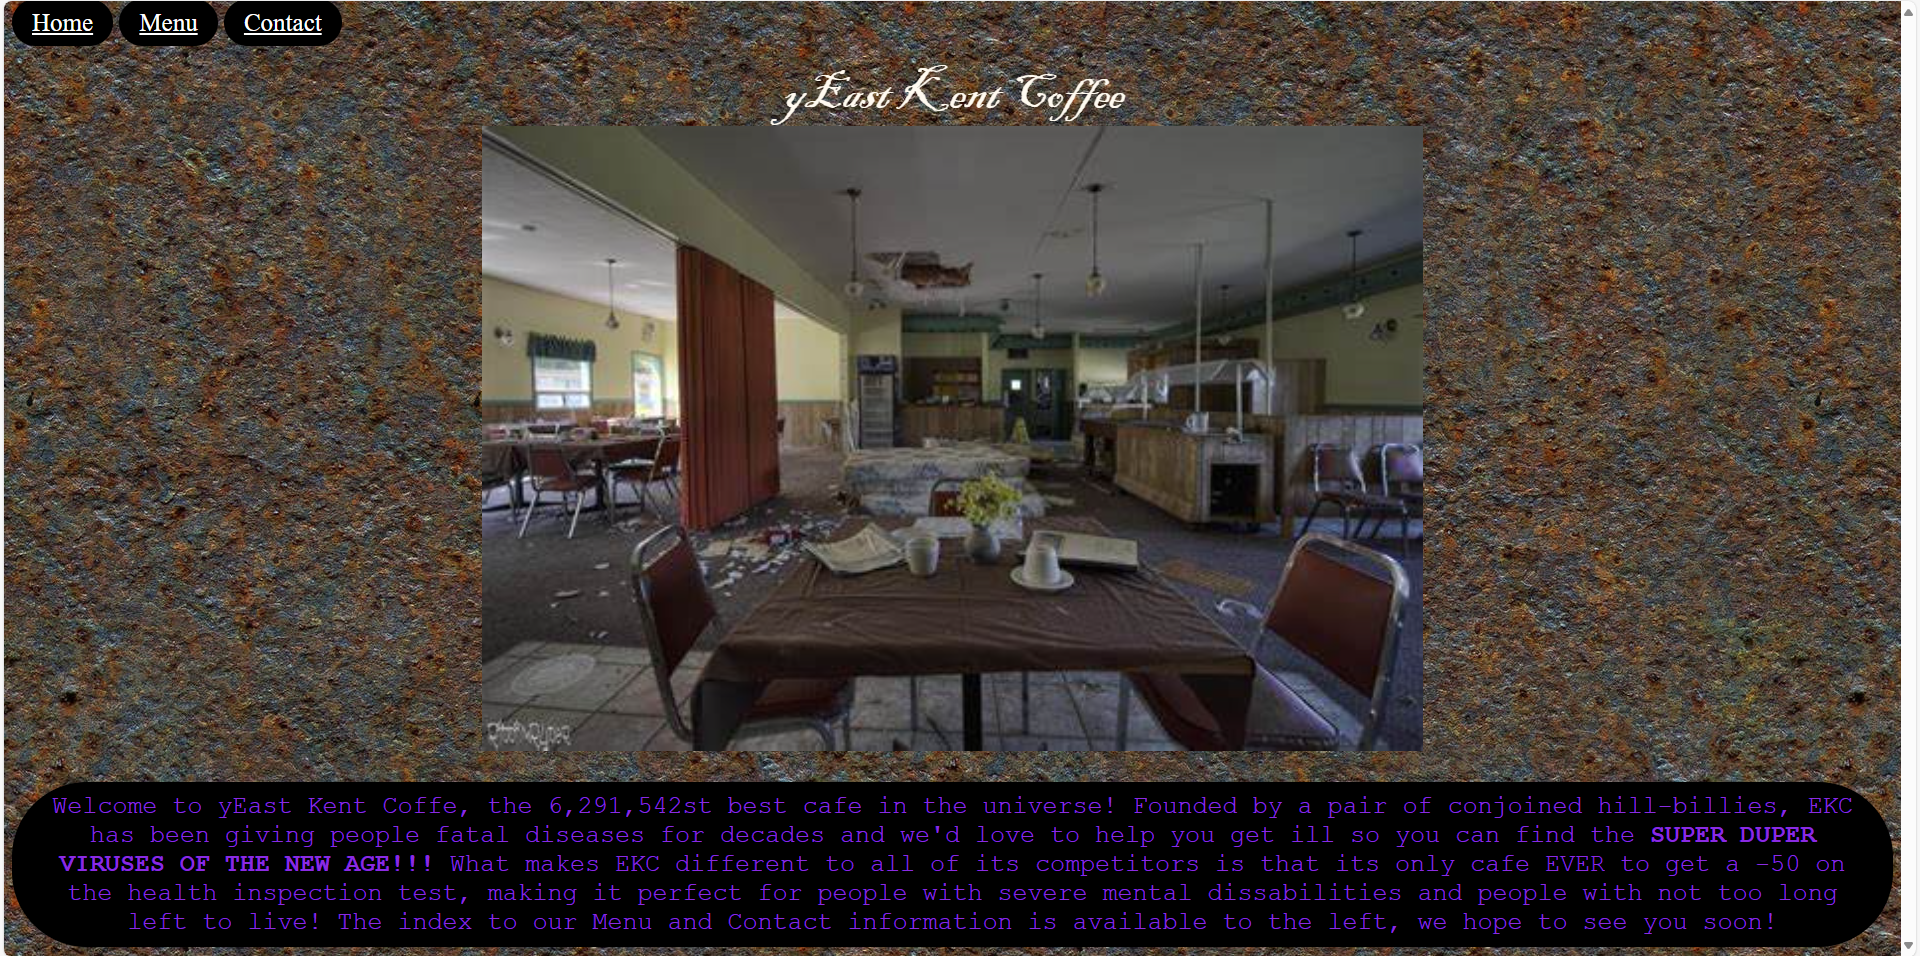 Home Menu Contact
yEast Kent Coffee
Welcome to yEast Kent Coffe, the 6,291,542st best cafe in the universe! Founded by a pair of conjoined hill-billies, EKC
has been giving people fatal diseases for decades and we'd love to help you get ill so you can find the SUPER DUPER
VIRUSES OF THE NEW AGE!!! What makes EKC different to all of its competitors is that its only cafe EVER to get a -50 on
the health inspection test, making it perfect for people with severe mental dissabilities and people with not too long
left to live! The index to our Menu and Contact information is available to the left, we hope to see you soon!